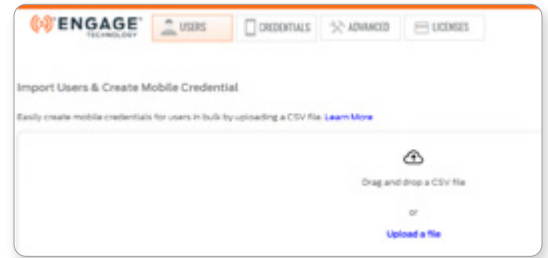 ENGAGE
TECHNOLOGY
USERS
CREDENTIALS
ADVANCED
LICENSES
Import Users & Create Mobile Credential
Easily create mobile credentials for users in bulk by uploading a CSV file. Learn More
Drag and drop a CSV file
or
Upload a file